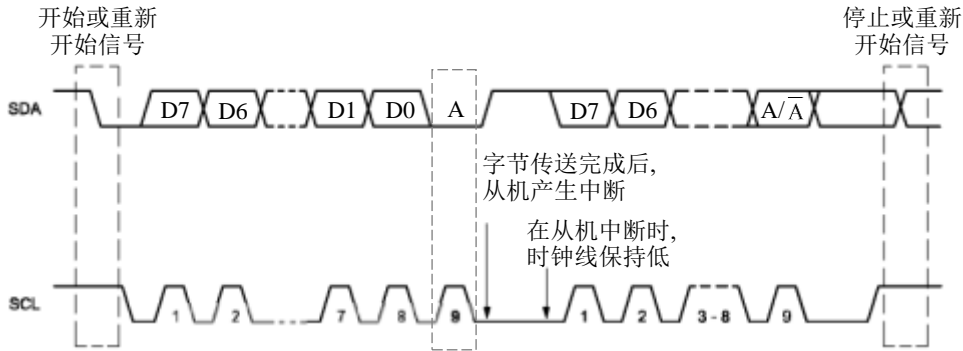 开始或重新
开始信号
停止或重新
开始信号
SDA
D7 D6 D1 D0 A D7 D6 A/A̅
字节传送完成后,
从机产生中断
在从机中断时,
时钟线保持低
SCL
1 2 7 8 9 1 2 3-8 9